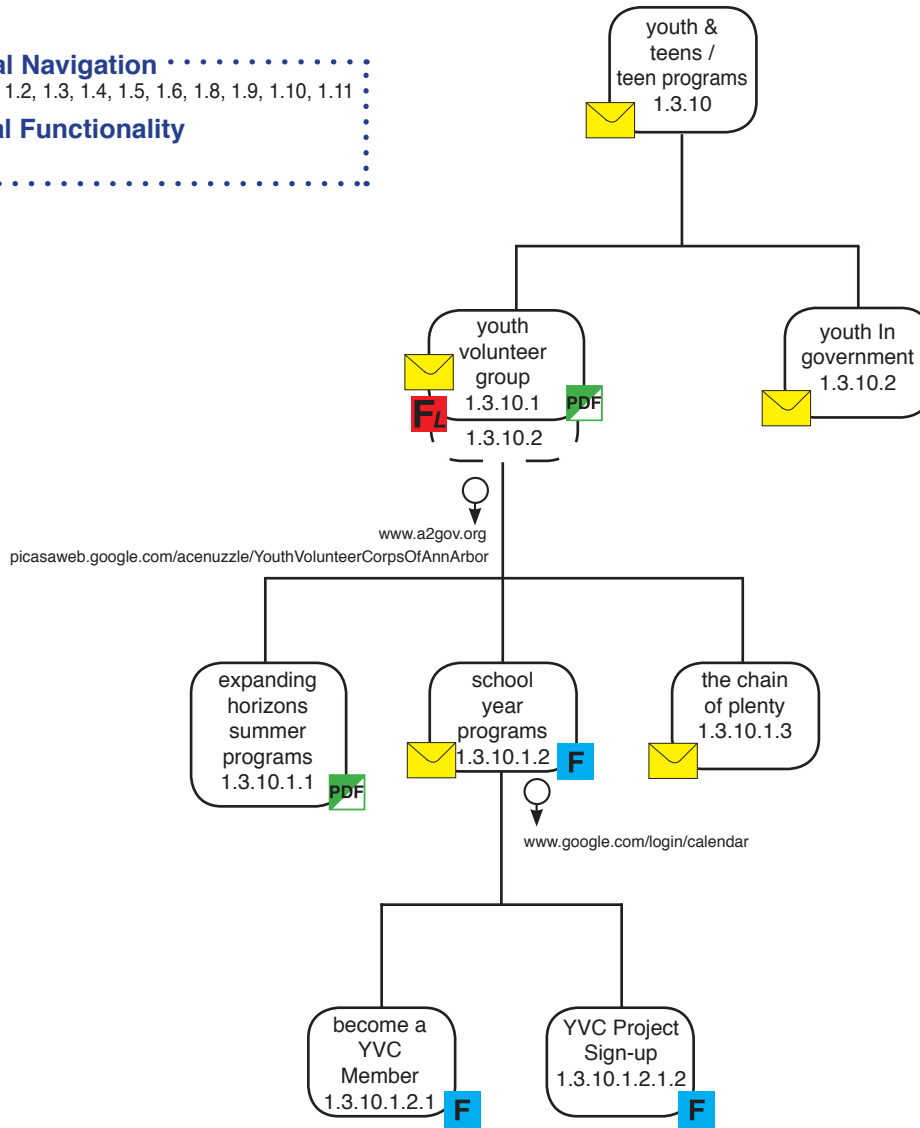 al Navigation
1.2, 1.3, 1.4, 1.5, 1.6, 1.8, 1.9, 1.10, 1.11
al Functionality
youth &
teens /
teen programs
1.3.10
youth
volunteer
group
1.3.10.1
FL
PDF
1.3.10.2
youth In
government
1.3.10.2
www.a2gov.org
picasaweb.google.com/acenuzzle/YouthVolunteerCorpsOfAnnArbor
expanding
horizons
summer
programs
1.3.10.1.1
PDF
school
year
programs
1.3.10.1.2
F
the chain
of plenty
1.3.10.1.3
www.google.com/login/calendar
become a
YVC
Member
1.3.10.1.2.1
F
YVC Project
Sign-up
1.3.10.1.2.1.2
F